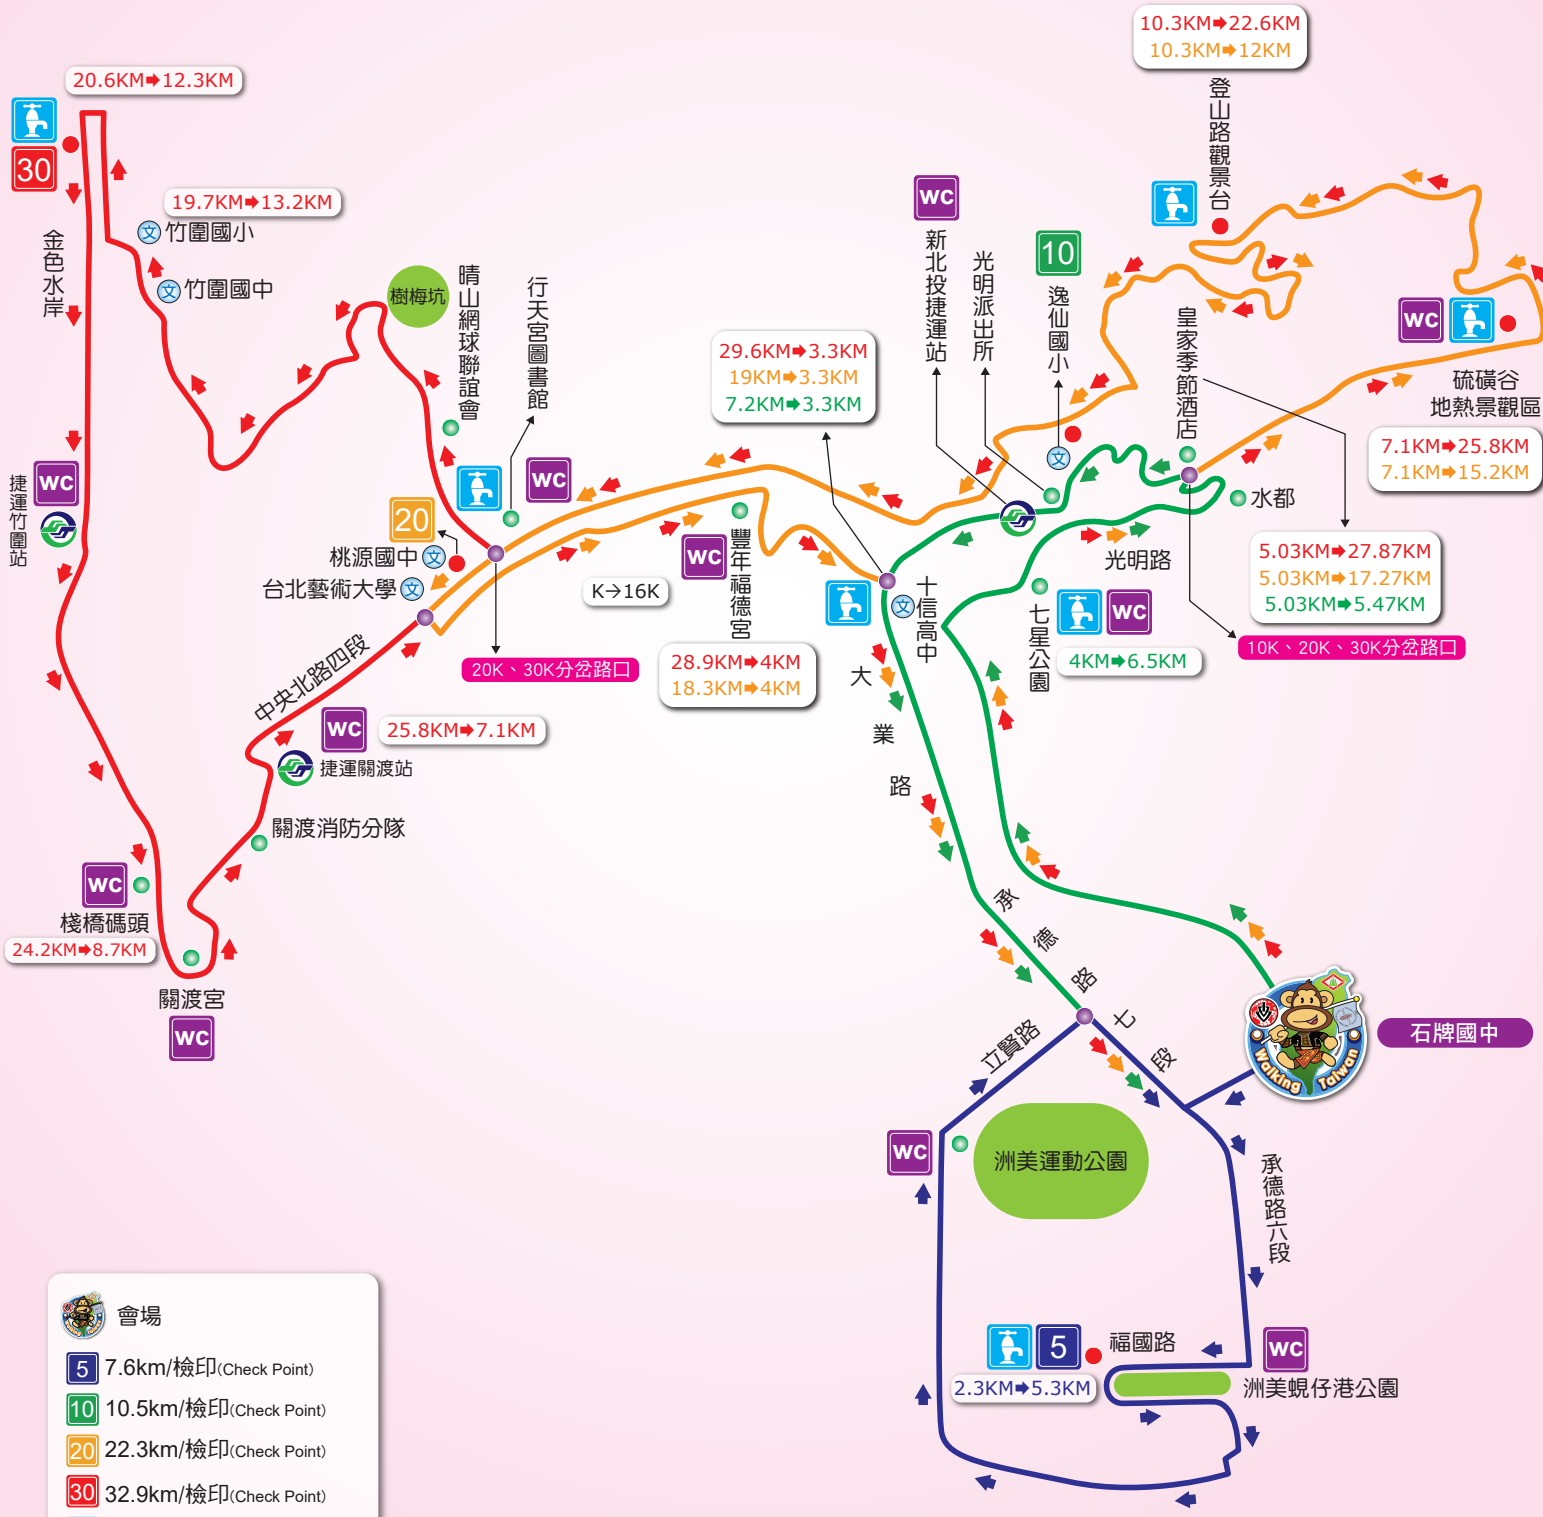 10.3KM➡22.6KM
10.3KM➡12KM
登山路觀景台
20.6KM➡12.3KM
30
19.7KM➡13.2KM
竹圍國小
竹圍國中
金色水岸
樹梅坑
晴山網球聯誼會
行天宮圖書館
WC
新北投捷運站
光明派出所
10
逸仙國小
皇家季節酒店
WC
硫磺谷
地熱景觀區
7.1KM➡25.8KM
7.1KM➡15.2KM
29.6KM➡3.3KM
19KM➡3.3KM
7.2KM➡3.3KM
WC
捷運竹圍站
WC
20
桃源國中
台北藝術大學
WC
豐年福德宮
K→16K
水都
光明路
5.03KM➡27.87KM
5.03KM➡17.27KM
5.03KM➡5.47KM
10K、20K、30K分岔路口
十信高中
七星公園
WC
4KM➡6.5KM
20K、30K分岔路口
28.9KM➡4KM
18.3KM➡4KM
中央北路四段
WC
25.8KM➡7.1KM
捷運關渡站
關渡消防分隊
大業路
WC
棧橋碼頭
24.2KM➡8.7KM
關渡宮
WC
承德路七段
立賢路
Walking Taiwan
石牌國中
WC
洲美運動公園
承德路六段
5
福國路
WC
2.3KM➡5.3KM
洲美蜆仔港公園
會場
5 7.6km/檢印(Check Point)
10 10.5km/檢印(Check Point)
20 22.3km/檢印(Check Point)
30 32.9km/檢印(Check Point)